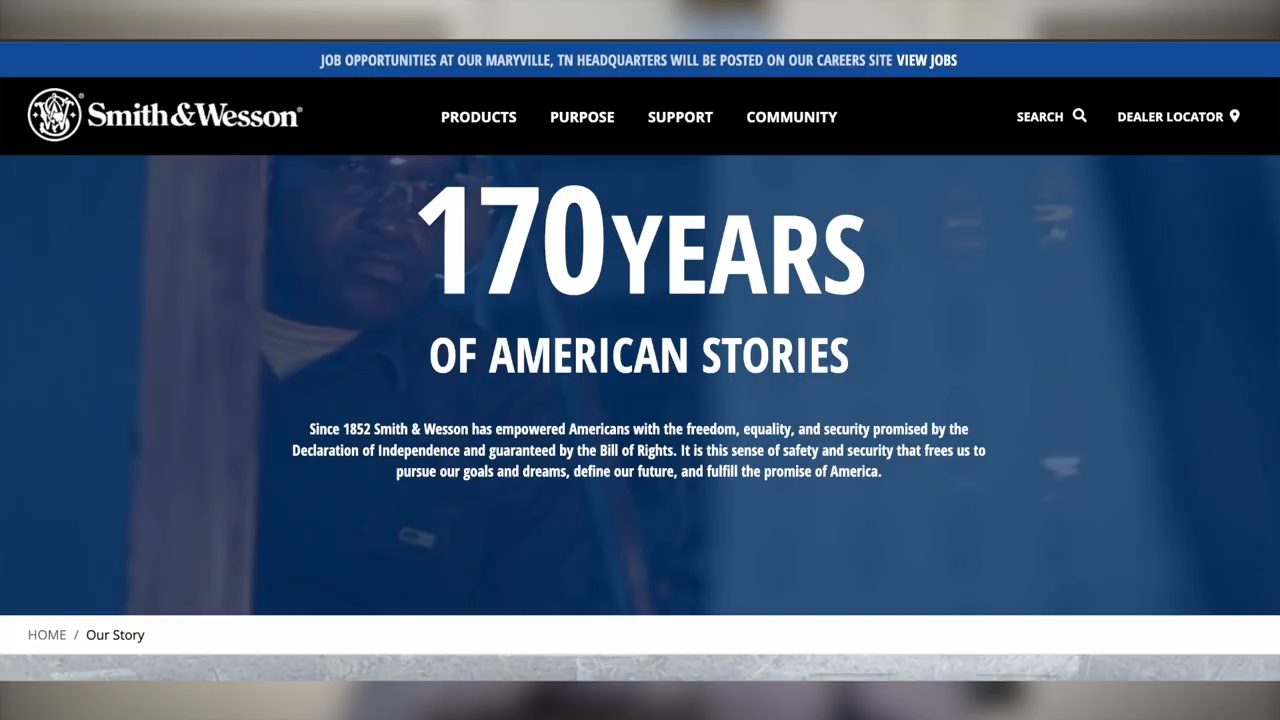 JOB OPPORTUNITIES AT OUR MARYVILLE, TN HEADQUARTERS WILL BE POSTED ON OUR CAREERS SITE VIEW JOBS
Smith & Wesson®
PRODUCTS PURPOSE SUPPORT COMMUNITY
SEARCH DEALER LOCATOR
170 YEARS
OF AMERICAN STORIES
Since 1852 Smith & Wesson has empowered Americans with the freedom, equality, and security promised by the
Declaration of Independence and guaranteed by the Bill of Rights. It is this sense of safety and security that frees us to
pursue our goals and dreams, define our future, and fulfill the promise of America.
HOME / Our Story